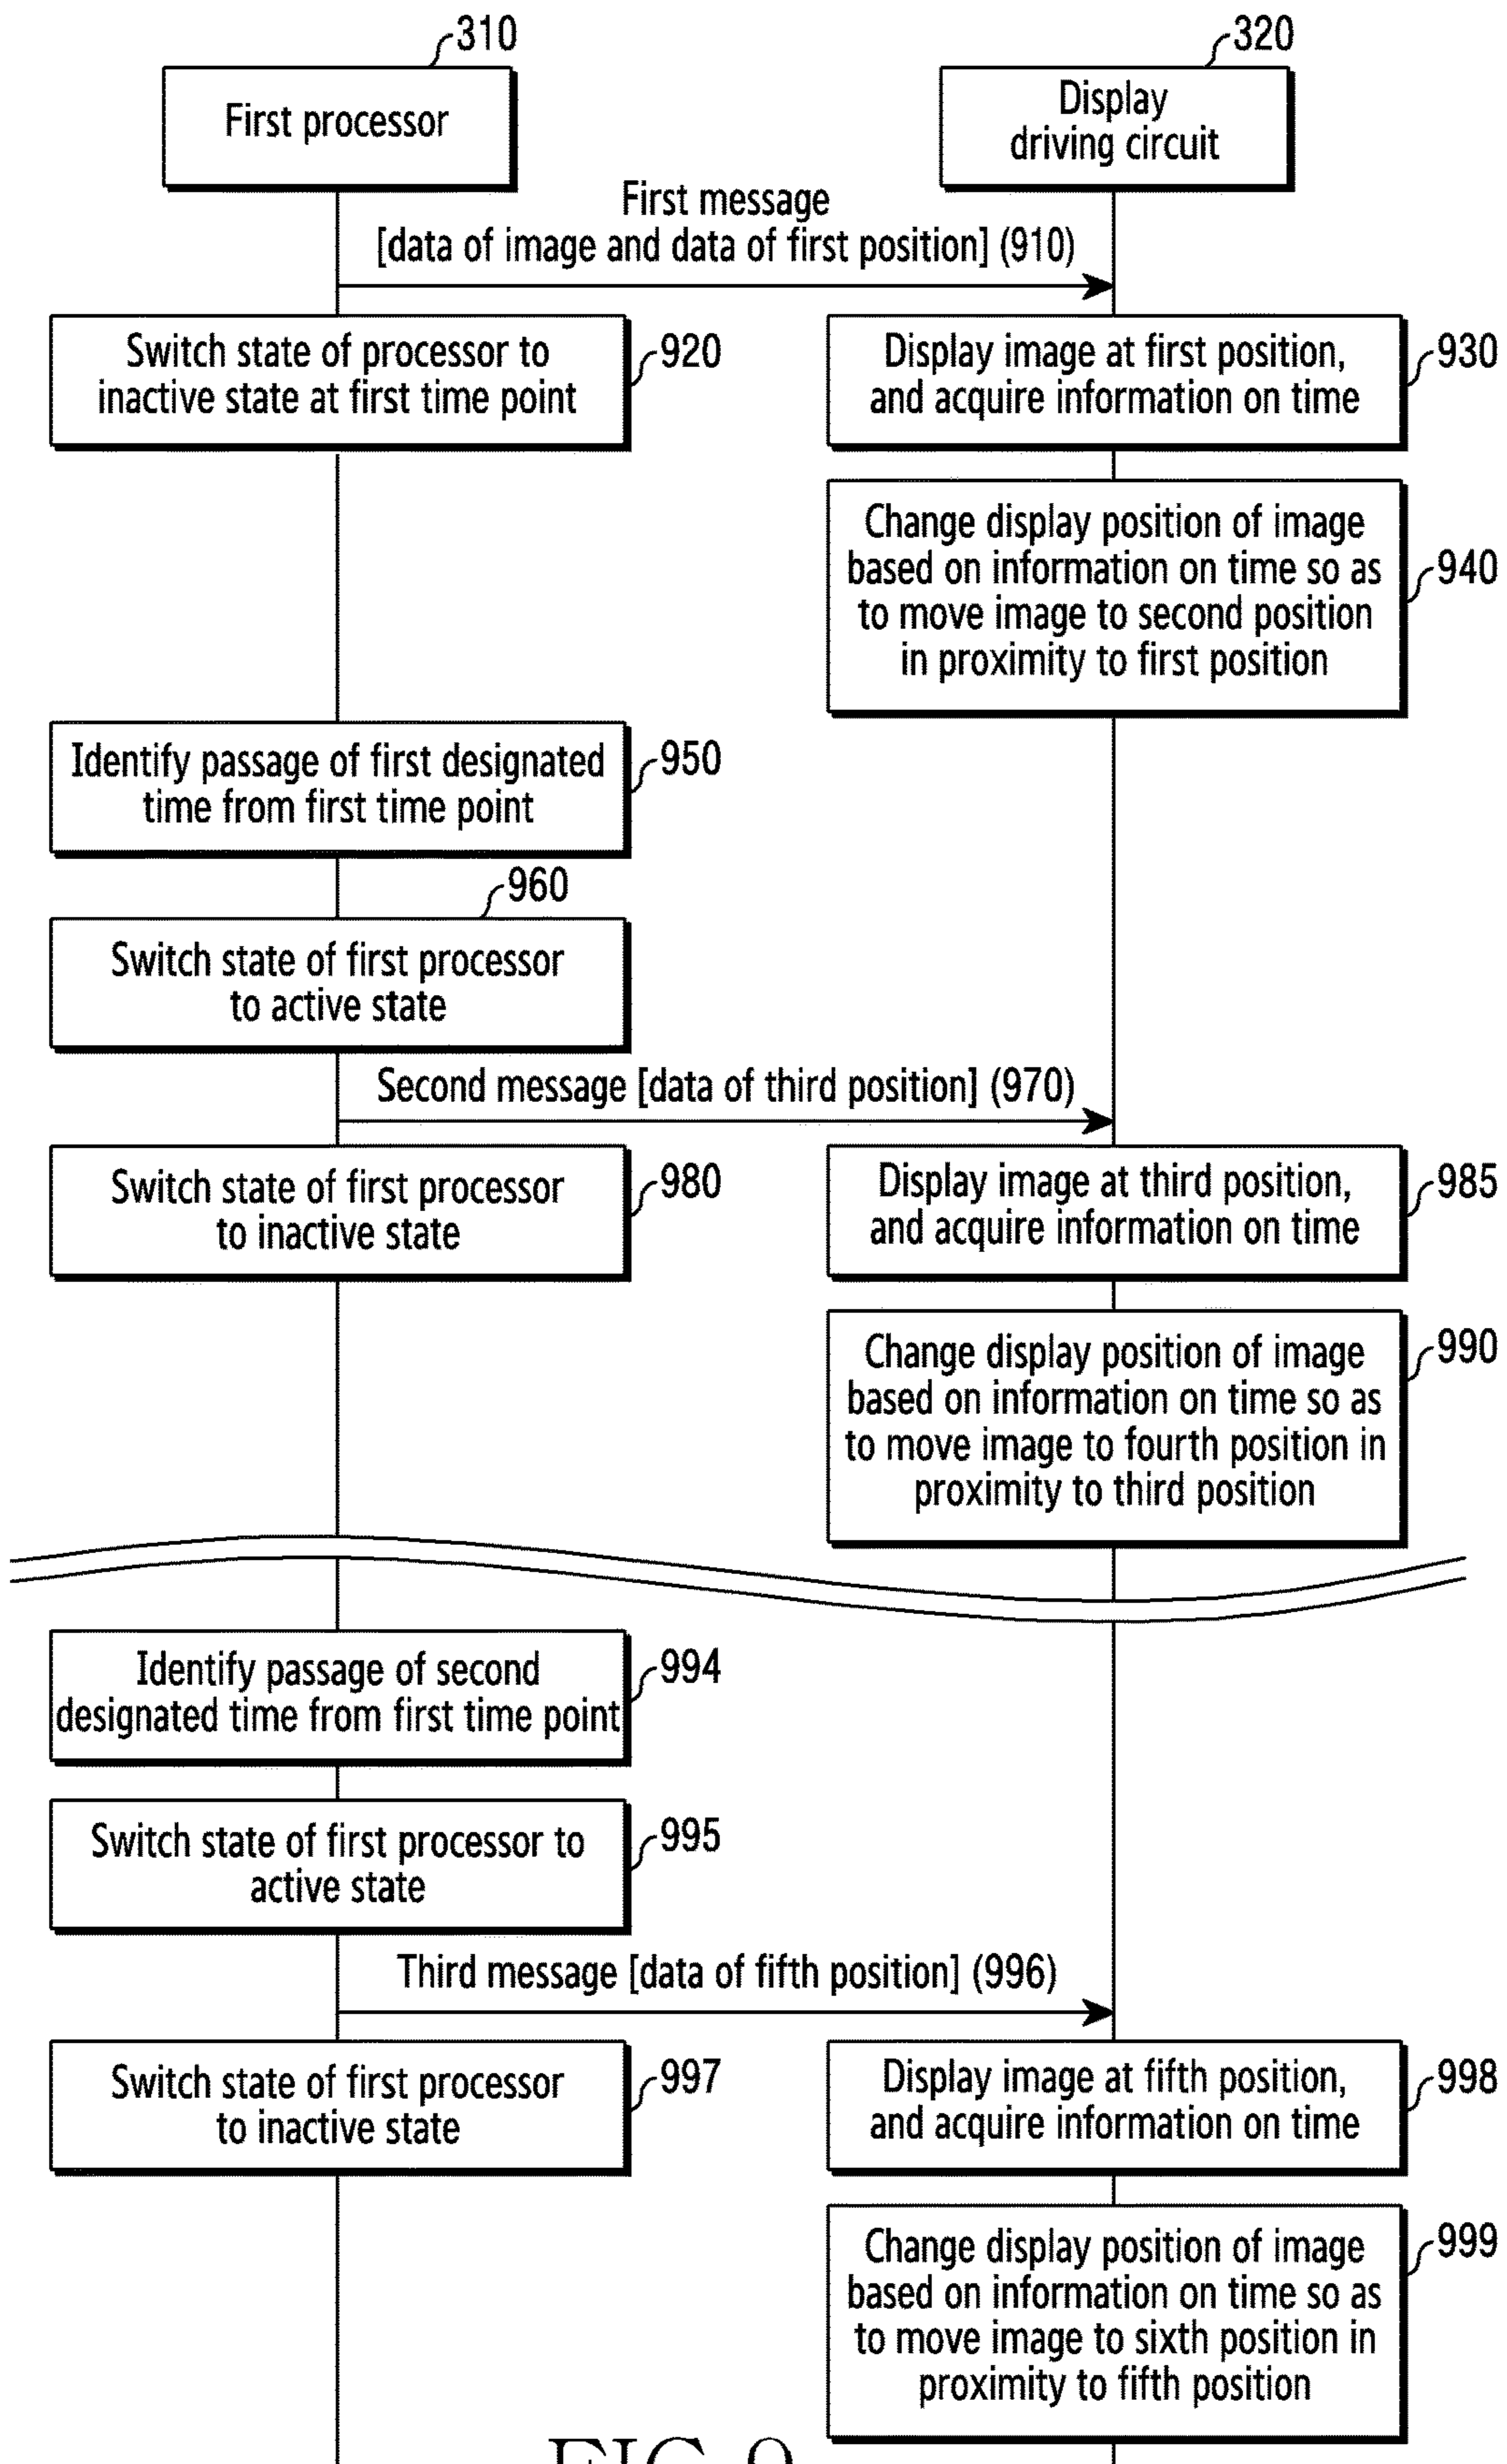 310
First processor
320
Display
driving circuit
First message
[data of image and data of first position] (910)
Switch state of processor to
inactive state at first time point
920
Display image at first position,
and acquire information on time
930
Change display position of image
based on information on time so as
to move image to second position
in proximity to first position
940
Identify passage of first designated
time from first time point
950
960
Switch state of first processor
to active state
Second message [data of third position] (970)
Switch state of first processor
to inactive state
980
Display image at third position,
and acquire information on time
985
Change display position of image
based on information on time so as
to move image to fourth position in
proximity to third position
990
Identify passage of second
designated time from first time point
994
Switch state of first processor to
active state
995
Third message [data of fifth position] (996)
Switch state of first processor
to inactive state
997
Display image at fifth position,
and acquire information on time
998
Change display position of image
based on information on time so as
to move image to sixth position in
proximity to fifth position
999
FIG 9